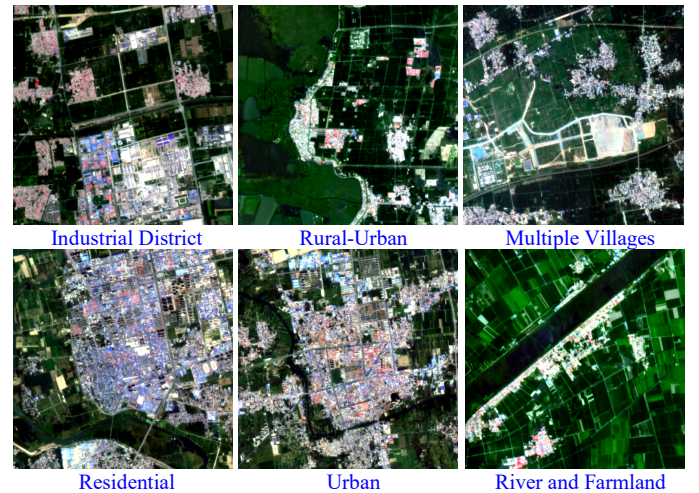 Industrial District
Rural-Urban
Multiple Villages
Residential
Urban
River and Farmland